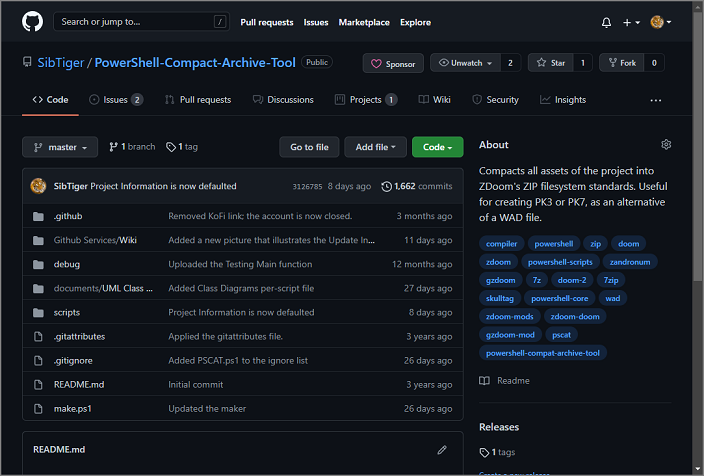 Search or jump to... /
Pull requests Issues Marketplace Explore
SibTiger / PowerShell-Compact-Archive-Tool Public
Sponsor Unwatch 2 Star 1 Fork 0
Code Issues 2 Pull requests Discussions Projects 1 Wiki Security Insights ...
master 1 branch 1 tag Go to file Add file Code
SibTiger Project Information is now defaulted 3126785 8 days ago 1,662 commits
.github Removed KoFi link; the account is now closed. 3 months ago
Github Services/Wiki Added a new picture that illustrates the Update In... 11 days ago
debug Uploaded the Testing Main function 12 months ago
documents/UML Class ... Added Class Diagrams per-script file 27 days ago
scripts Project Information is now defaulted 8 days ago
.gitattributes Applied the gitattributes file. 3 years ago
.gitignore Added PSCAT.ps1 to the ignore list 26 days ago
README.md Initial commit 3 years ago
make.ps1 Updated the maker 26 days ago
README.md
About
Compacts all assets of the project into
ZDoom's ZIP filesystem standards. Useful
for creating PK3 or PK7, as an alternative
of a WAD file.
compiler powershell zip doom
zdoom powershell-scripts zandronum
gzdoom 7z doom-2 7zip
skulltag powershell-core wad
zdoom-mods zdoom-doom
gzdoom-mod pscat
powershell-compat-archive-tool
Readme
Releases
1 tags
Create a new release